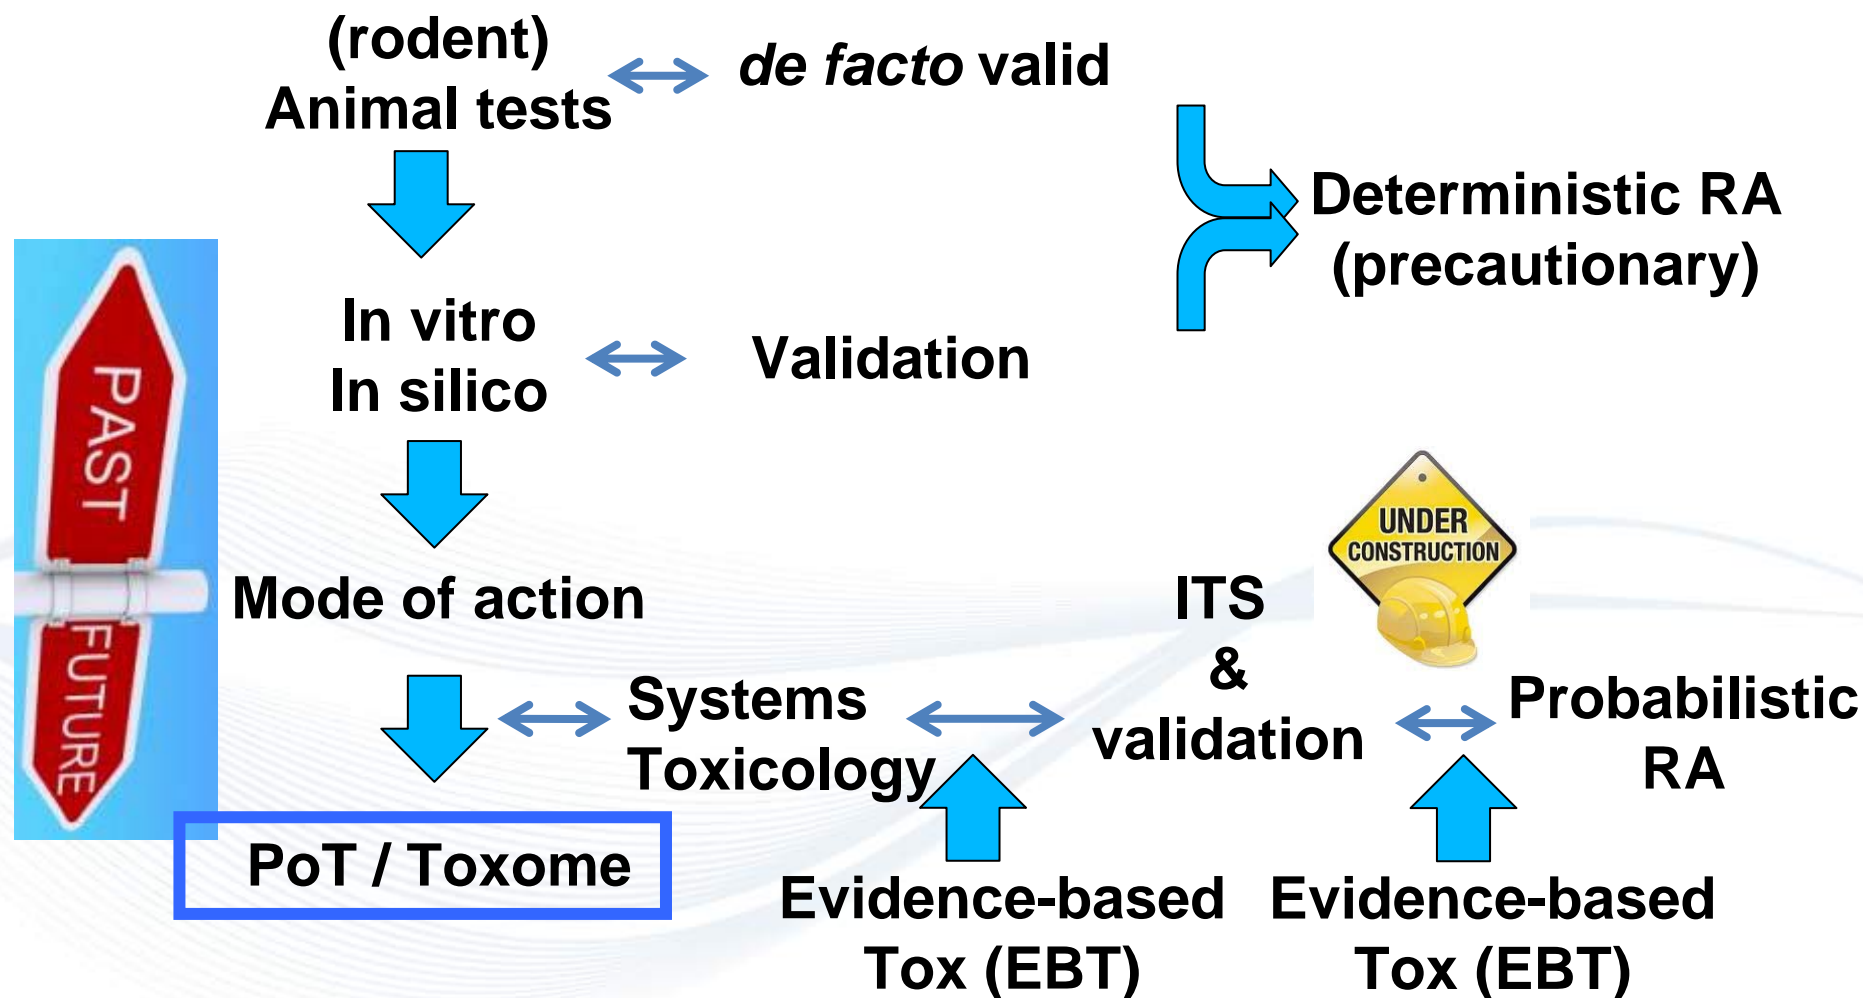 (rodent)
Animal tests
de facto valid
Deterministic RA
(precautionary)
In vitro
In silico
Validation
PAST
FUTURE
UNDER
CONSTRUCTION
Mode of action
ITS
&
validation
Systems
Toxicology
Probabilistic
RA
PoT / Toxome
Evidence-based
Tox (EBT)
Evidence-based
Tox (EBT)